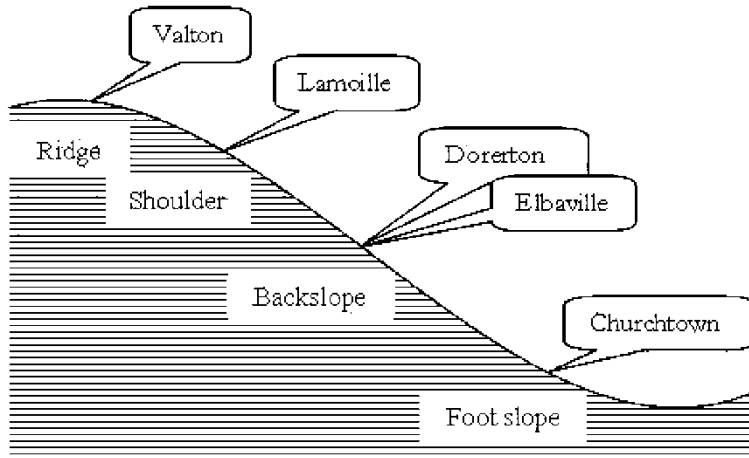 Valton
Lamoille
Ridge
Dorerton
Shoulder
Elbaville
Backslope
Churchtown
Foot slope